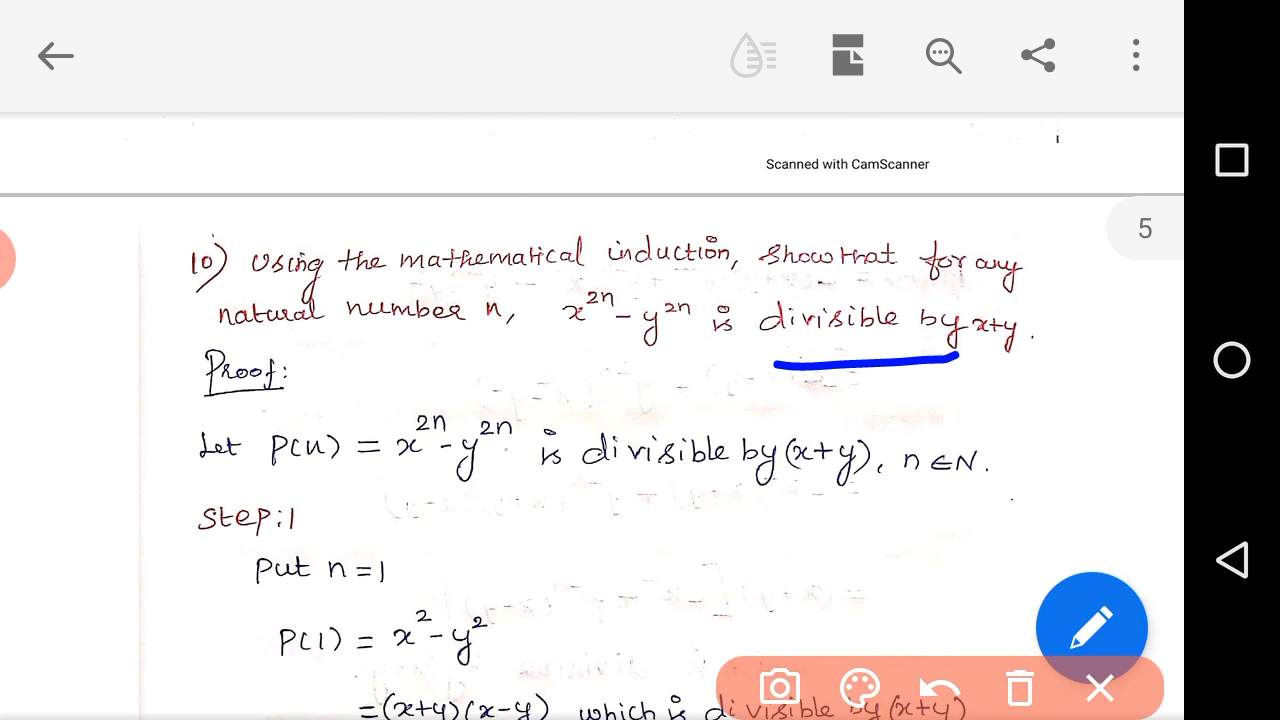 Scanned with CamScanner
5
10) Using the mathematical induction, show that for any
natural number n, x^2n - y^2n is divisible by x+y.
Proof:
Let P(n) = x^2n - y^2n is divisible by (x+y), n ∈ N.
Step:1
Put n=1
P(1) = x^2 - y^2
=(x+y)(x-y) which is divisible by (x+y)